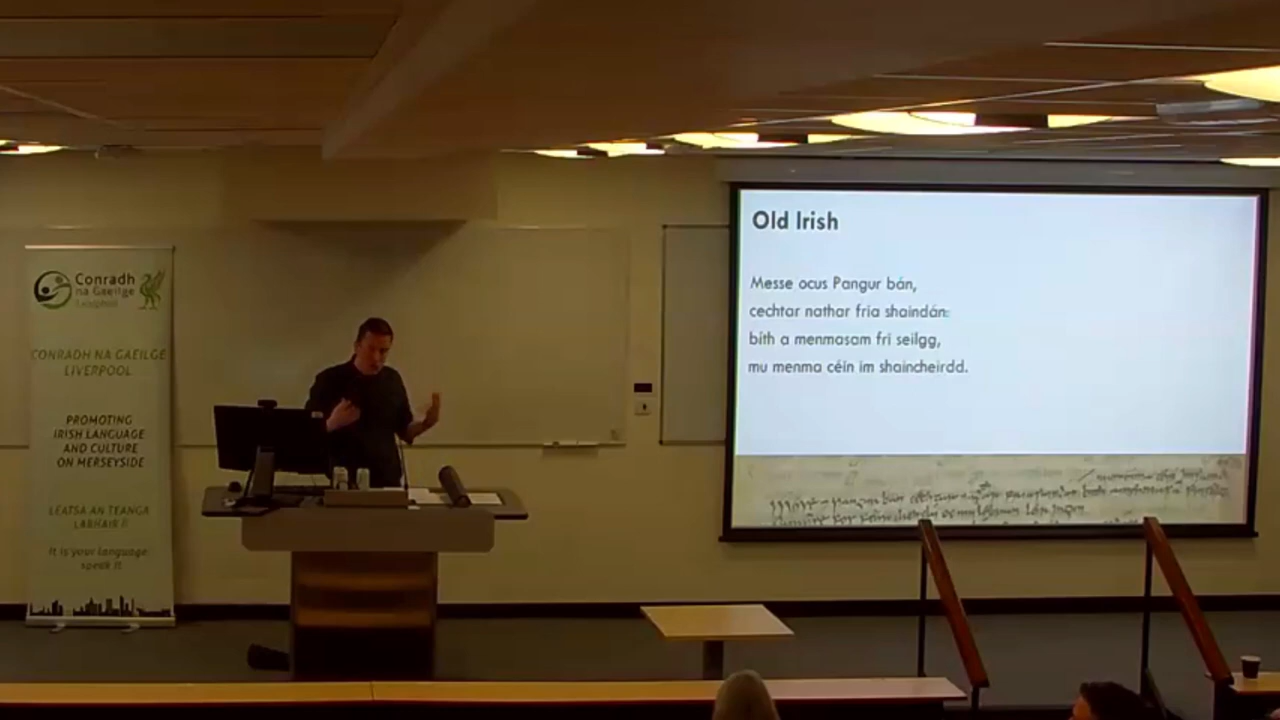 Conradh
na Gaeilge
Liverpool
CONRADH NA GAEILGE
LIVERPOOL
PROMOTING
IRISH LANGUAGE
AND CULTURE
ON MERSEYSIDE
LEATSA AN TEANGA
LABHAIR Í
It is your language
speak it
Old Irish
Messe ocus Pangur bán,
cechtar nathar fria shaindán:
bíth a menmasam fri seilgg,
mu menma céin im shaincheirdd.